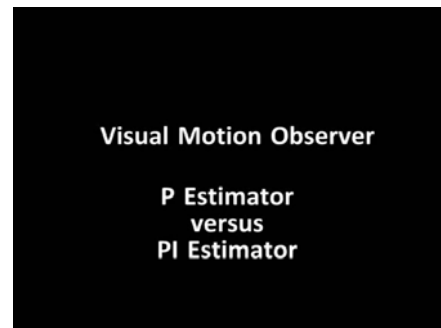 Visual Motion Observer
P Estimator
versus
PI Estimator